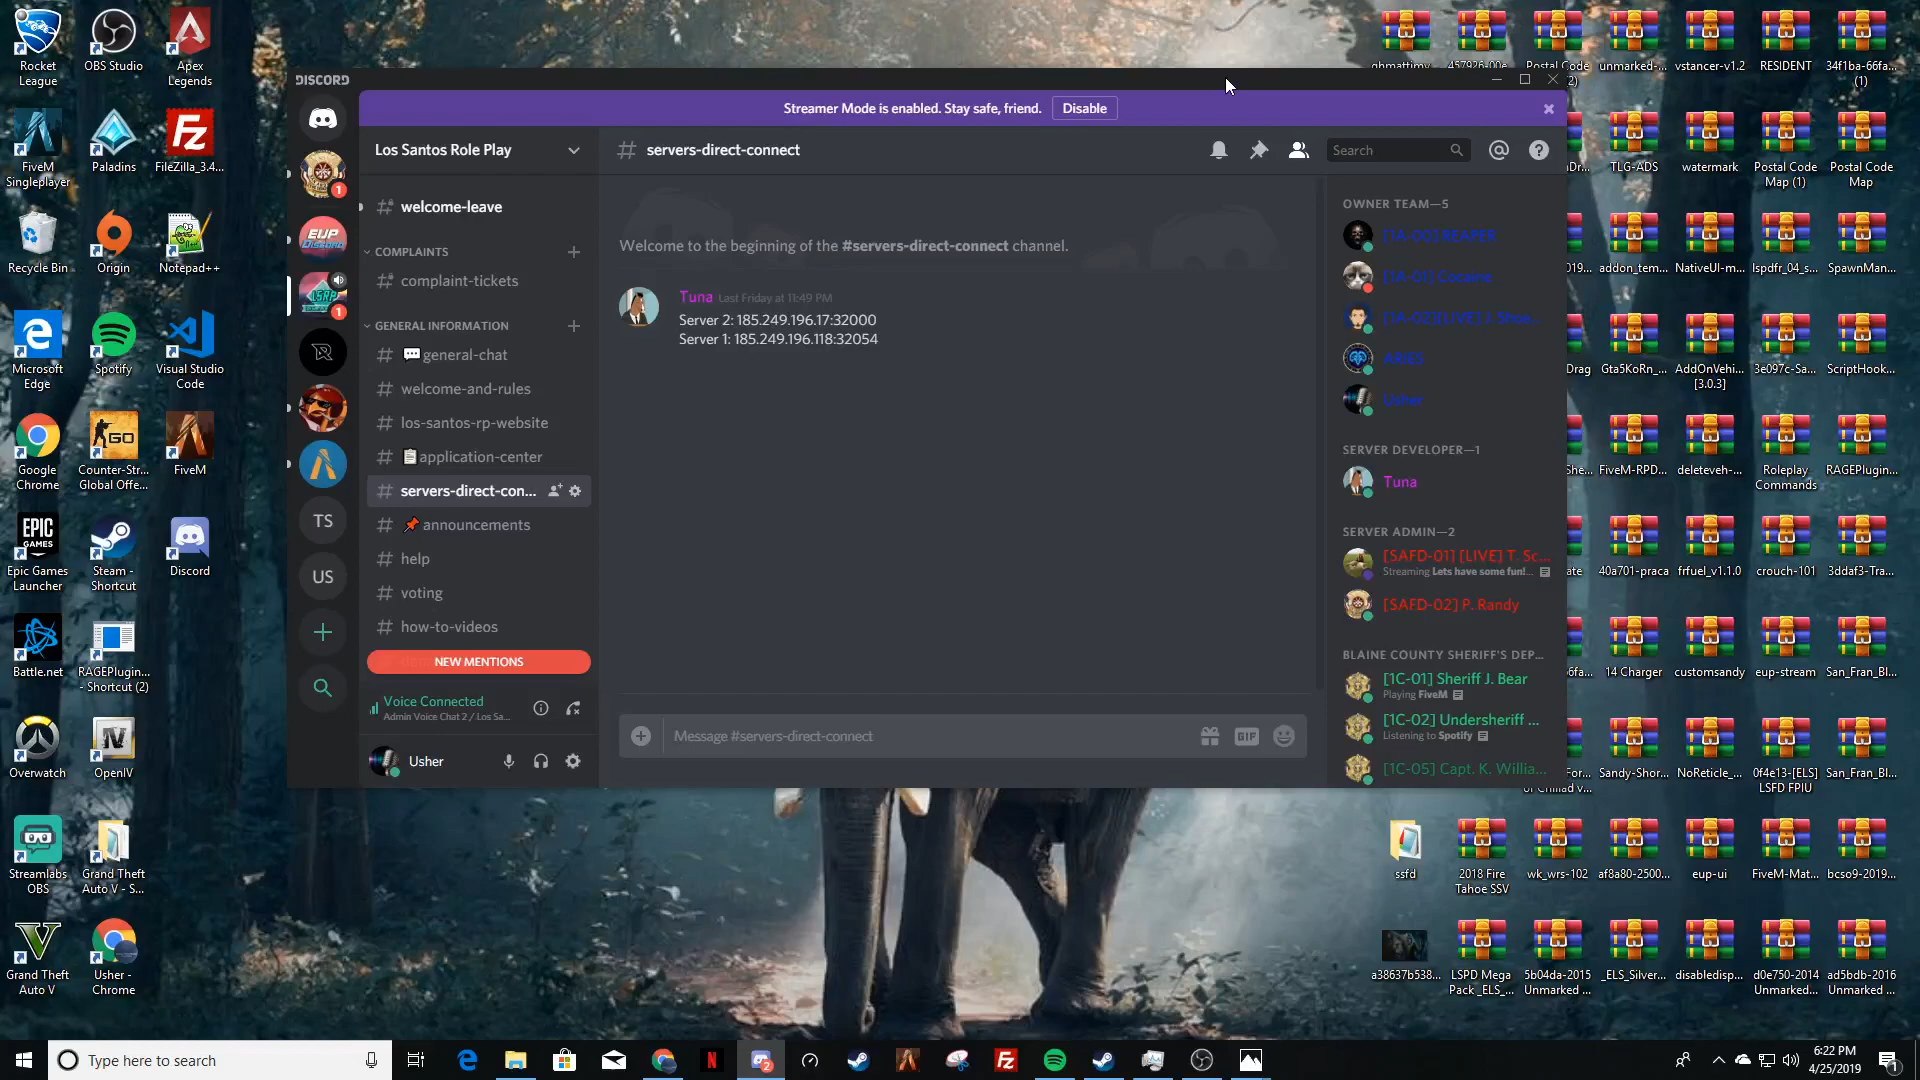 Rocket League
OBS Studio
Apex Legends
FiveM Singleplayer
Paladins
FileZilla_3.4...
Recycle Bin
Origin
Notepad++
Microsoft Edge
Spotify
Visual Studio Code
Google Chrome
Counter-Str... Global Offe...
FiveM
Epic Games Launcher
Steam - Shortcut
Discord
Battle.net
RAGEPlugin... - Shortcut (2)
Overwatch
OpenIV
Streamlabs OBS
Grand Theft Auto V - S...
Grand Theft Auto V
Usher - Chrome
DISCORD
Streamer Mode is enabled. Stay safe, friend.
Disable
Los Santos Role Play
# servers-direct-connect
Search
welcome-leave
COMPLAINTS
complaint-tickets
GENERAL INFORMATION
general-chat
welcome-and-rules
los-santos-rp-website
application-center
servers-direct-con...
announcements
help
voting
how-to-videos
NEW MENTIONS
Voice Connected
Admin Voice Chat 2 / Los Sa...
Usher
TS
US
Welcome to the beginning of the #servers-direct-connect channel.
Tuna Last Friday at 11:49 PM
Server 2: 185.249.196.17:32000
Server 1: 185.249.196.118:32054
Message #servers-direct-connect
GIF
OWNER TEAM—5
[1A-00] REAPER
[1A-01] Cocaine
[1A-02][LIVE] J. Shoe...
ARIES
Usher
SERVER DEVELOPER—1
Tuna
SERVER ADMIN—2
[SAFD-01] [LIVE] T. Sc...
Streaming Lets have some fun!...
[SAFD-02] P. Randy
BLAINE COUNTY SHERIFF'S DEP...
[1C-01] Sheriff J. Bear
Playing FiveM
[1C-02] Undersheriff ...
Listening to Spotify
[1C-05] Capt. K. Willia...
unmarked-...
vstancer-v1.2
RESIDENT
34f1ba-66fa... (1)
TLG-ADS
watermark
Postal Code Map (1)
Postal Code Map
addon_tem...
NativeUI-m...
lspdfr_04_s...
SpawnMan...
Gta5KoRn_...
AddOnVehi... [3.0.3]
3e097c-Sa...
ScriptHook...
FiveM-RPD...
deleteveh-...
Roleplay Commands
RAGEPlugin...
40a701-praca
frfuel_v1.1.0
crouch-101
3ddaf3-Tra...
14 Charger
customsandy
eup-stream
San_Fran_Bl...
Sandy-Shor...
NoReticle_...
0f4e13-[ELS] LSFD FPIU
San_Fran_Bl...
ssfd
2018 Fire Tahoe SSV
wk_wrs-102
af8a80-2500...
eup-ui
FiveM-Mat...
bcso9-2019...
a38637b538...
LSPD Mega Pack _ELS_...
5b04da-2015 Unmarked ...
_ELS_Silver...
disabledisp...
d0e750-2014 Unmarked...
ad5bdb-2016 Unmarked ...
Type here to search
6:22 PM
4/25/2019